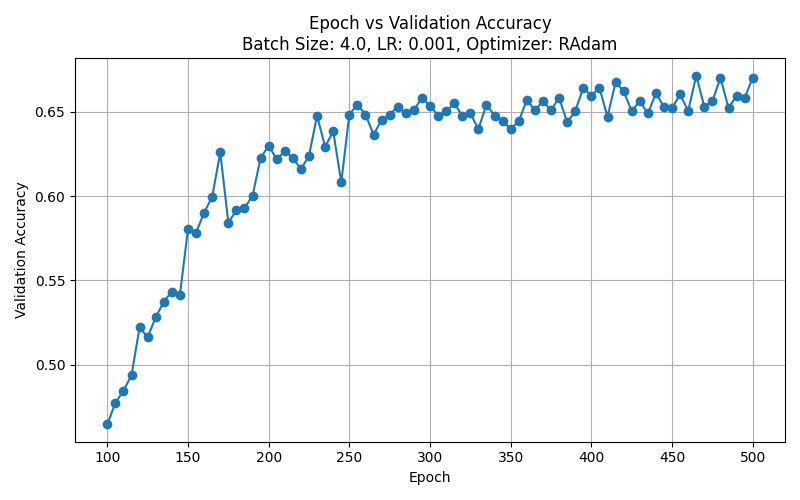 Epoch vs Validation Accuracy
Batch Size: 4.0, LR: 0.001, Optimizer: RAdam
Validation Accuracy
0.65
0.60
0.55
0.50
100 150 200 250 300 350 400 450 500
Epoch